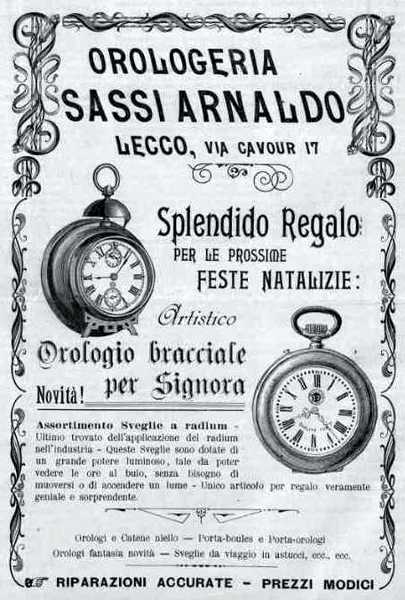 OROLOGERIA
SASSI ARNALDO
LECCO, VIA CAVOUR 17
Splendido Regalo
PER LE PROSSIME
FESTE NATALIZIE:
Artistico
Orologio bracciale
Novità! per Signora
Assortimento Sveglie a radium -
Ultimo trovato dell'applicazione del radium
nell'industria - Queste Sveglie sono dotate di
un grande potere luminoso, tale da poter
vedere le ore al buio, senza bisogno di
muoversi o di accendere un lume - Unico articolo per regalo veramente
geniale e sorprendente.
Orologi e Catene niello — Porta-boules e Porta-orologi
Orologi fantasia novità — Sveglie da viaggio in astucci, ecc., ecc.
RIPARAZIONI ACCURATE - PREZZI MODICI